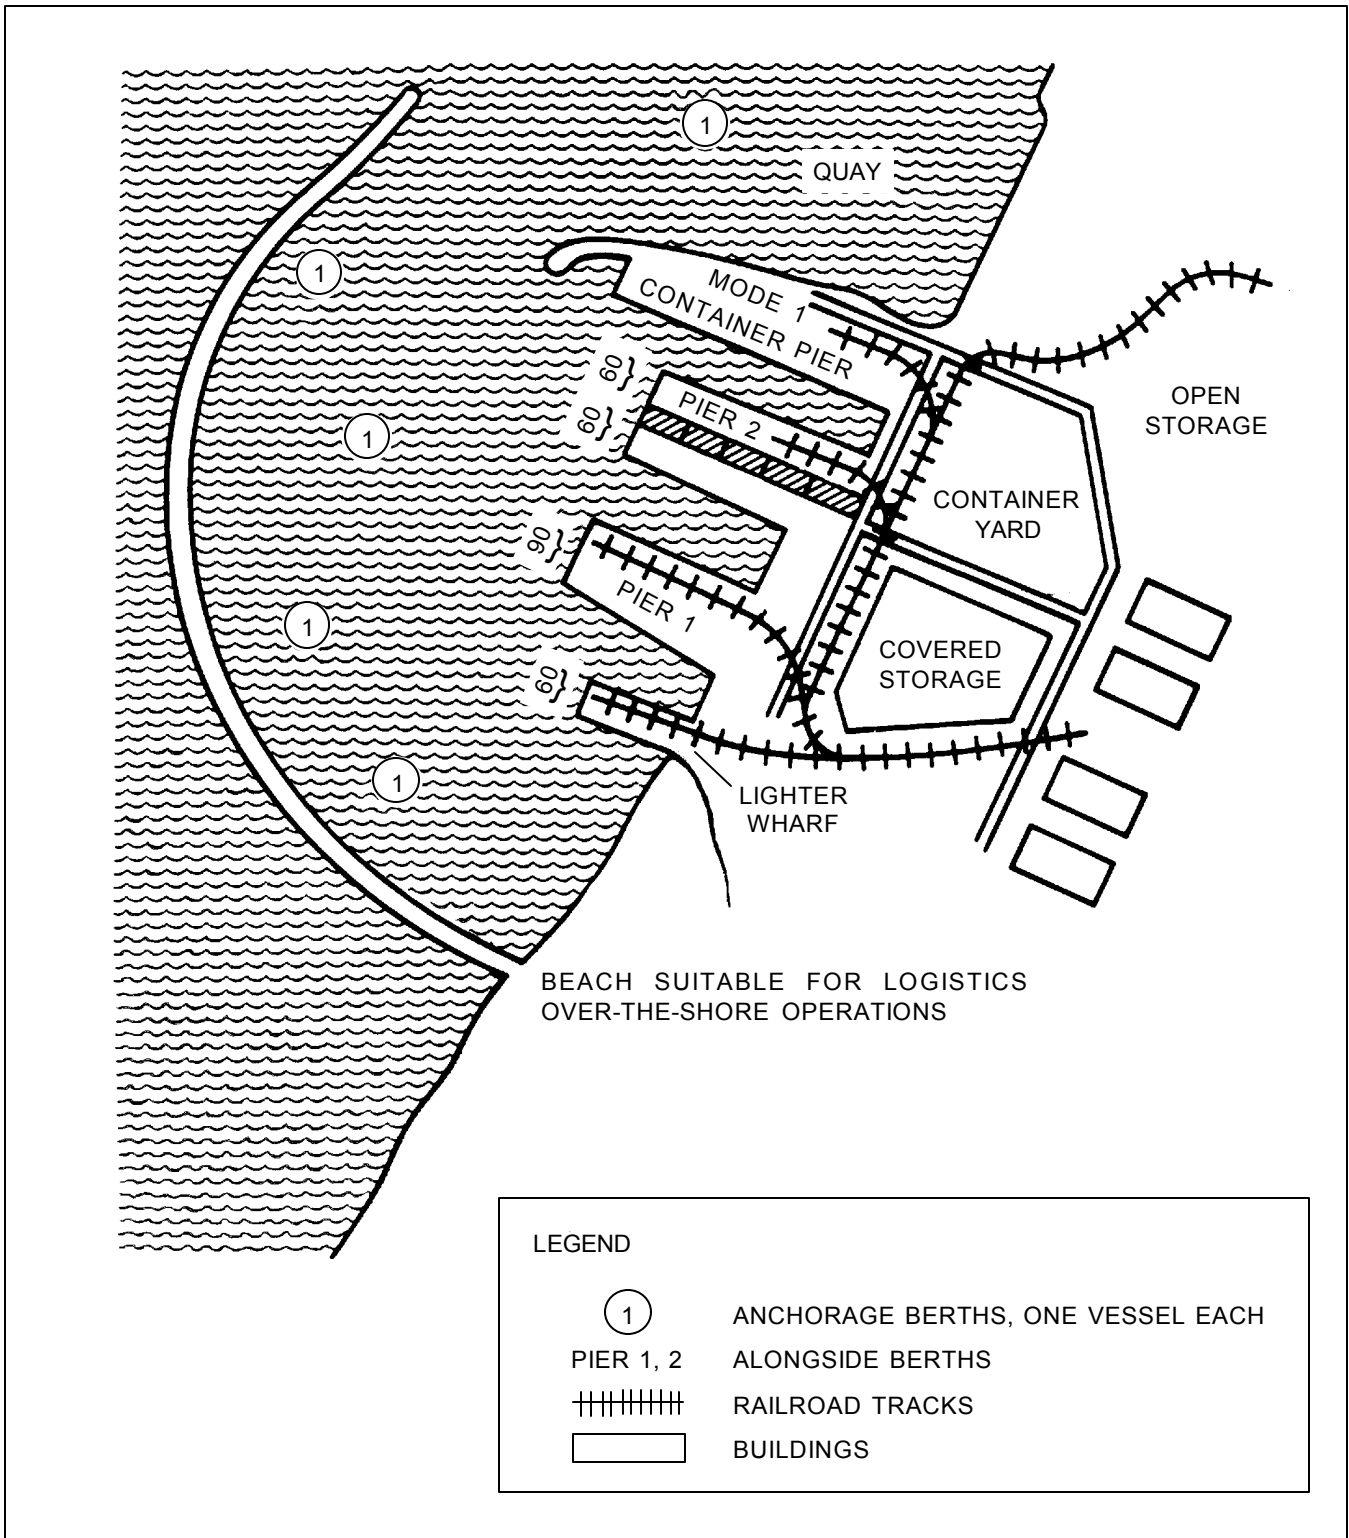 1
QUAY
1
MODE 1
CONTAINER PIER
60}
PIER 2
60}
OPEN
STORAGE
1
CONTAINER
YARD
90}
PIER 1
1
COVERED
STORAGE
60}
1
LIGHTER
WHARF
BEACH SUITABLE FOR LOGISTICS
OVER-THE-SHORE OPERATIONS
LEGEND
1 ANCHORAGE BERTHS, ONE VESSEL EACH
PIER 1, 2 ALONGSIDE BERTHS
RAILROAD TRACKS
BUILDINGS